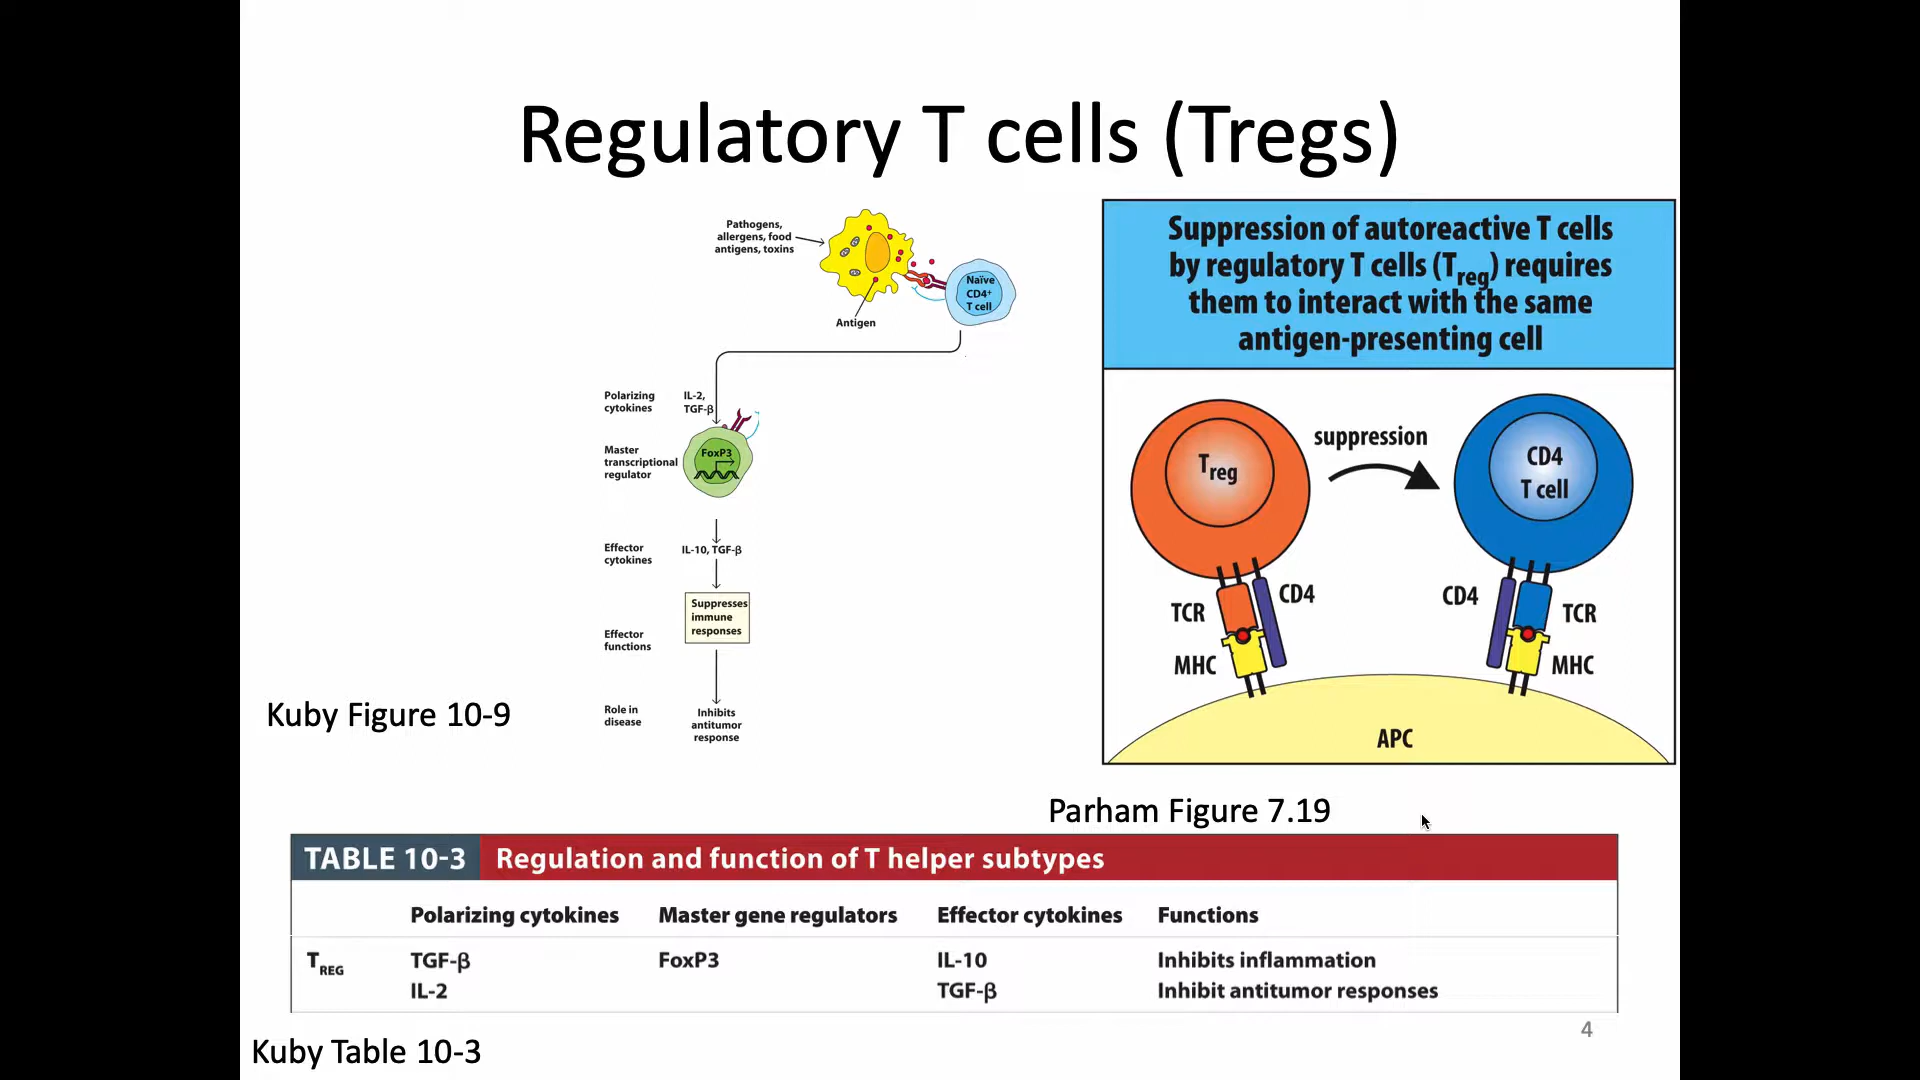 Regulatory T cells (Tregs)
Pathogens,
allergens, food
antigens, toxins
Naïve
CD4+
T cell
Antigen
Polarizing
cytokines
IL-2,
TGF-β
Master
transcriptional
regulator
FoxP3
Effector
cytokines
IL-10, TGF-β
Suppresses
immune
responses
Effector
functions
Role in
disease
Inhibits
antitumor
response
Kuby Figure 10-9
Suppression of autoreactive T cells
by regulatory T cells (Treg) requires
them to interact with the same
antigen-presenting cell
Treg
suppression
CD4
T cell
TCR
CD4
MHC
CD4
TCR
MHC
APC
Parham Figure 7.19
TABLE 10-3 Regulation and function of T helper subtypes
Polarizing cytokines Master gene regulators Effector cytokines Functions
TREG TGF-β FoxP3 IL-10 Inhibits inflammation
IL-2 TGF-β Inhibit antitumor responses
4
Kuby Table 10-3